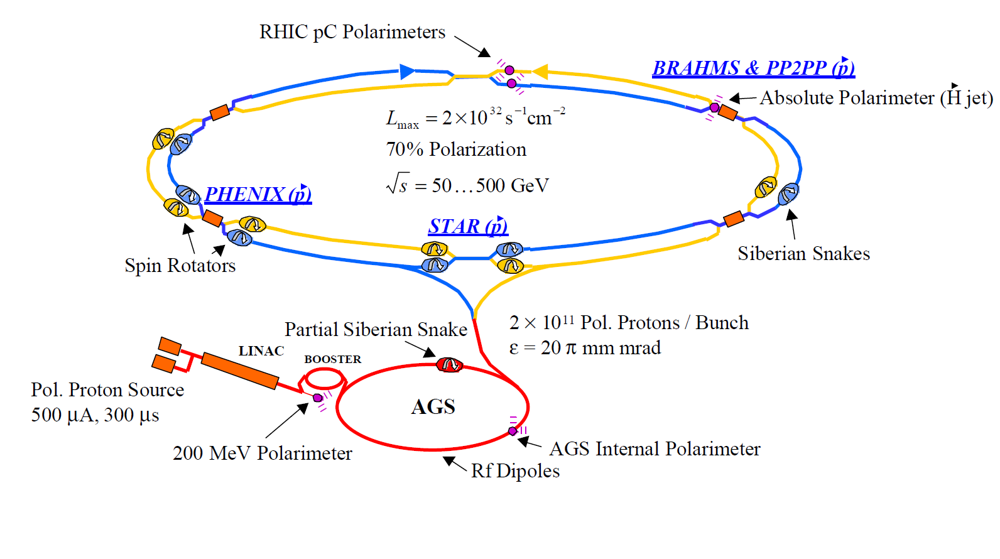 RHIC pC Polarimeters
BRAHMS & PP2PP (p⃗)
Absolute Polarimeter (H⃗ jet)
L_max = 2×10^32 s^−1 cm^−2
70% Polarization
√s = 50…500 GeV
PHENIX (p⃗)
STAR (p⃗)
Siberian Snakes
Spin Rotators
Partial Siberian Snake
2 × 10^11 Pol. Protons / Bunch
ε = 20 π mm mrad
LINAC
BOOSTER
Pol. Proton Source
500 μA, 300 μs
AGS
200 MeV Polarimeter
AGS Internal Polarimeter
Rf Dipoles